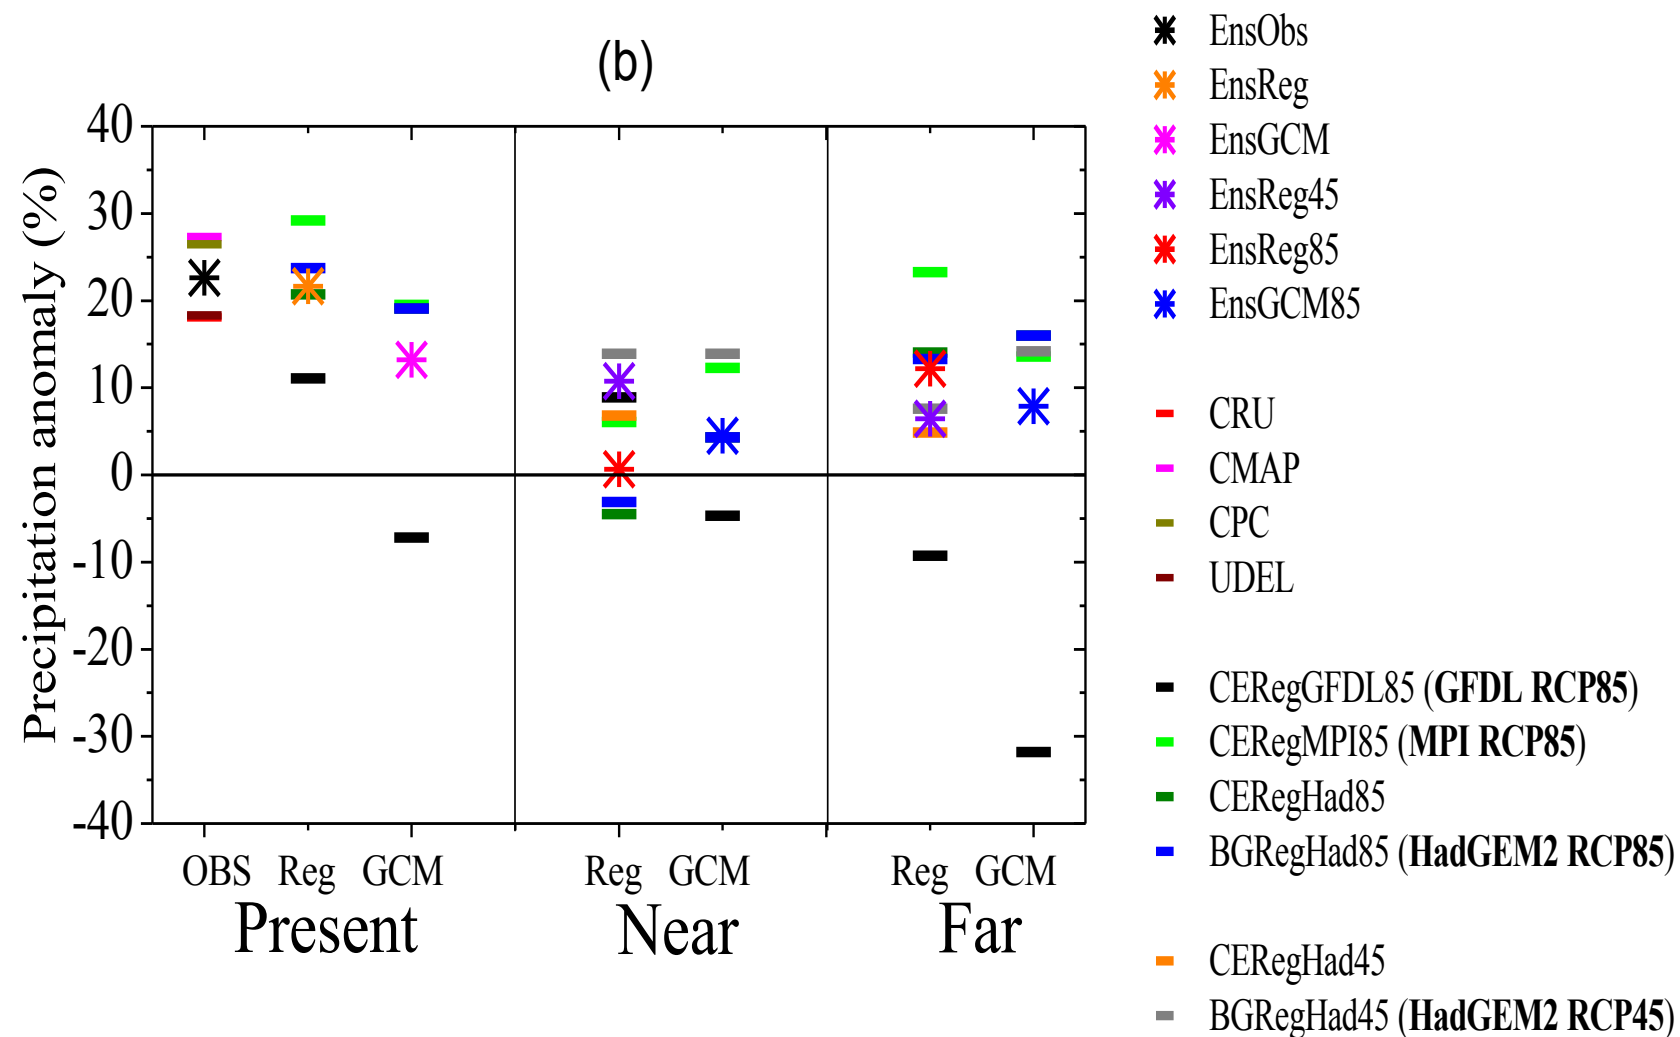 (b)
Precipitation anomaly (%)
40
30
20
10
0
-10
-20
-30
-40
OBS Reg GCM
Present
Reg GCM
Near
Reg GCM
Far
EnsObs
EnsReg
EnsGCM
EnsReg45
EnsReg85
EnsGCM85
CRU
CMAP
CPC
UDEL
CERegGFDL85 (GFDL RCP85)
CERegMPI85 (MPI RCP85)
CERegHad85
BGRegHad85 (HadGEM2 RCP85)
CERegHad45
BGRegHad45 (HadGEM2 RCP45)